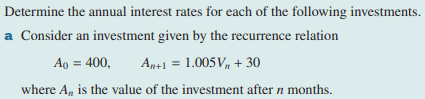 Determine the annual interest rates for each of the following investments.
a Consider an investment given by the recurrence relation
A₀ = 400, Aₙ₊₁ = 1.005Vₙ + 30
where Aₙ is the value of the investment after n months.